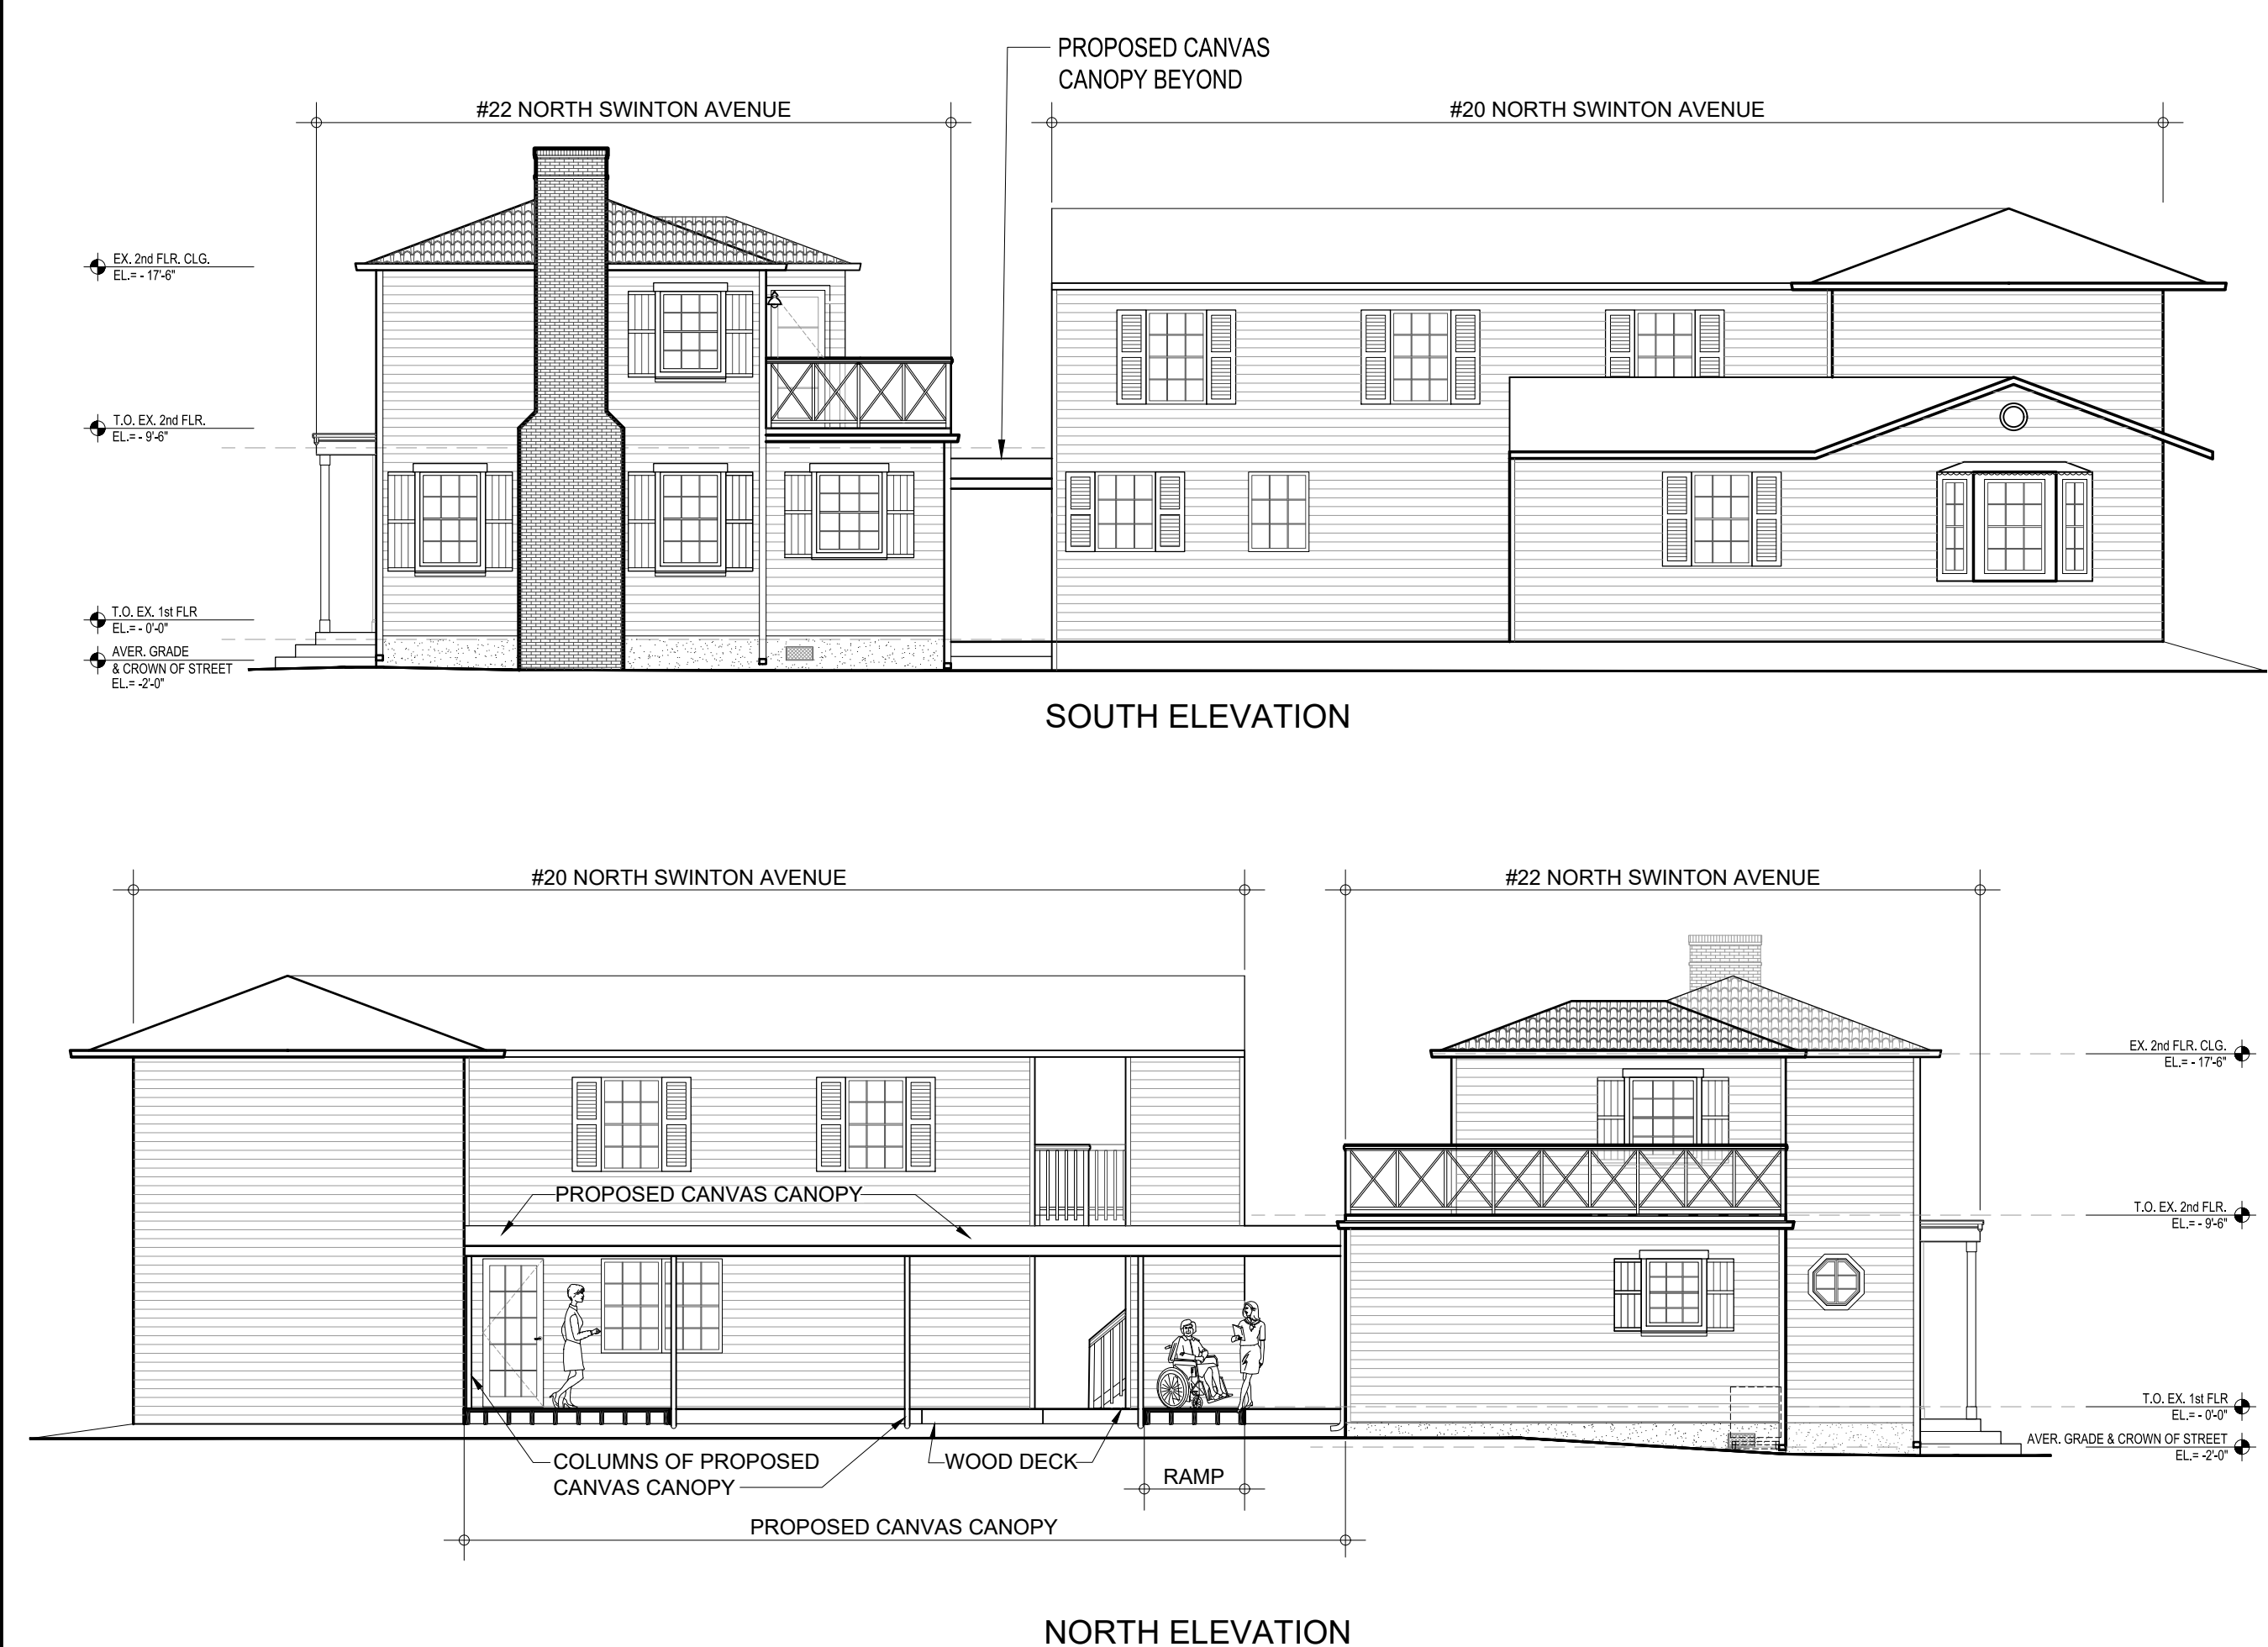 PROPOSED CANVAS
CANOPY BEYOND
#22 NORTH SWINTON AVENUE
#20 NORTH SWINTON AVENUE
EX. 2nd FLR. CLG.
EL.= - 17'-6"
T.O. EX. 2nd FLR.
EL.= - 9'-6"
T.O. EX. 1st FLR
EL.= - 0'-0"
AVER. GRADE
& CROWN OF STREET
EL.= -2'-0"
SOUTH ELEVATION
#20 NORTH SWINTON AVENUE
#22 NORTH SWINTON AVENUE
EX. 2nd FLR. CLG.
EL.= - 17'-6"
PROPOSED CANVAS CANOPY
T.O. EX. 2nd FLR.
EL.= - 9'-6"
T.O. EX. 1st FLR
EL.= - 0'-0"
AVER. GRADE & CROWN OF STREET
EL.= -2'-0"
COLUMNS OF PROPOSED
CANVAS CANOPY
WOOD DECK
RAMP
PROPOSED CANVAS CANOPY
NORTH ELEVATION